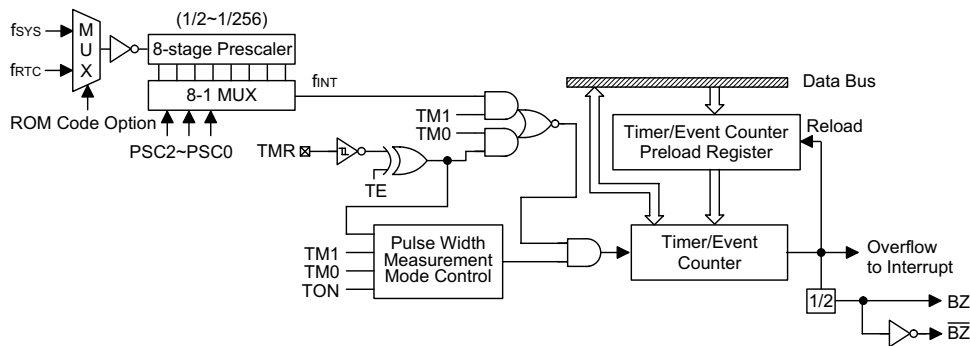 (1/2~1/256)
fSYS
MUX
8-stage Prescaler
Data Bus
fRTC
8-1 MUX
fINT
TM1
ROM Code Option
TM0
Timer/Event Counter
Preload Register
Reload
PSC2~PSC0
TMR
TE
TM1
TM0
TON
Pulse Width
Measurement
Mode Control
Timer/Event
Counter
Overflow
to Interrupt
1/2
BZ
B̅Z̅